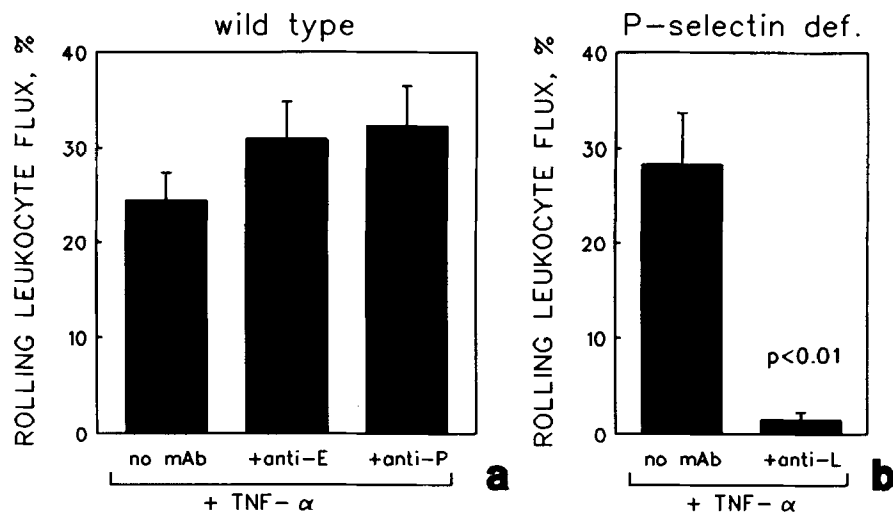 wild type
ROLLING LEUKOCYTE FLUX, %
40
30
20
10
0
no mAb +anti-E +anti-P
+ TNF- α
a
P-selectin def.
ROLLING LEUKOCYTE FLUX, %
40
30
20
10
0
p<0.01
no mAb +anti-L
+ TNF- α
b